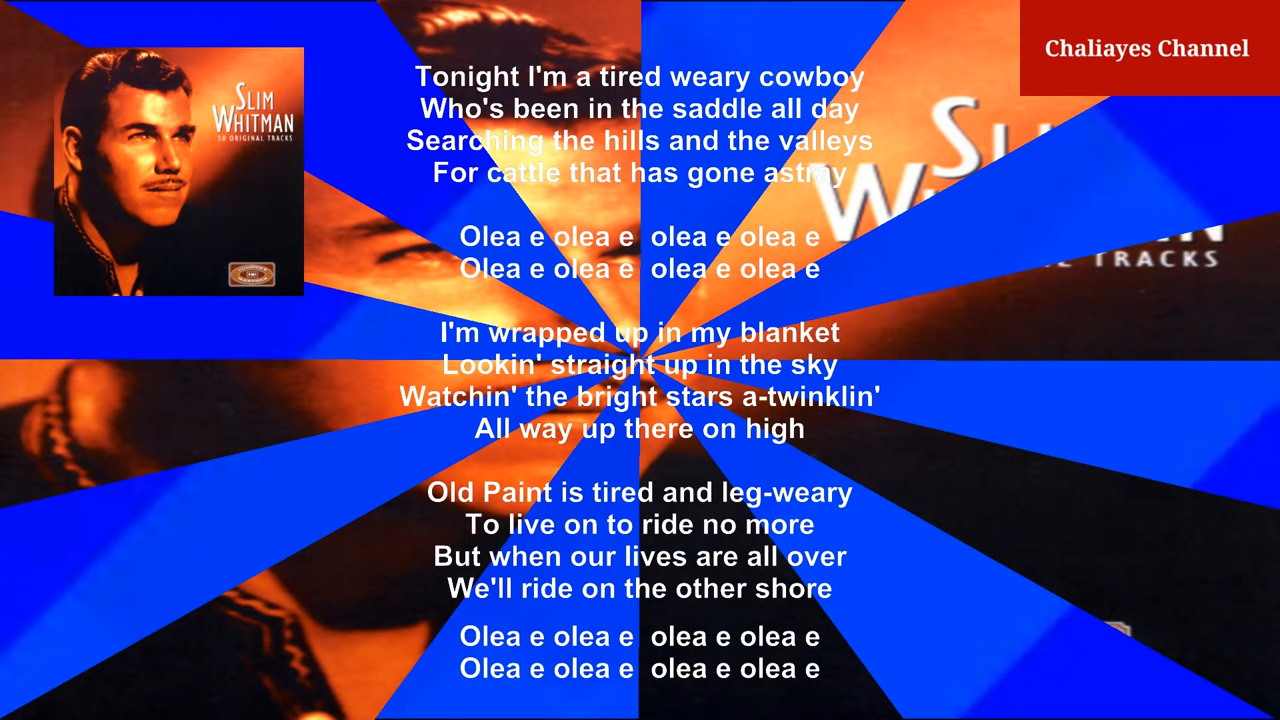 Chaliayes Channel
SLIM
WHITMAN
50 ORIGINAL TRACKS
Tonight I'm a tired weary cowboy
Who's been in the saddle all day
Searching the hills and the valleys
For cattle that has gone astray
Olea e olea e  olea e olea e
Olea e olea e  olea e olea e
I'm wrapped up in my blanket
Lookin' straight up in the sky
Watchin' the bright stars a-twinklin'
All way up there on high
Old Paint is tired and leg-weary
To live on to ride no more
But when our lives are all over
We'll ride on the other shore
Olea e olea e  olea e olea e
Olea e olea e  olea e olea e
TRACKS